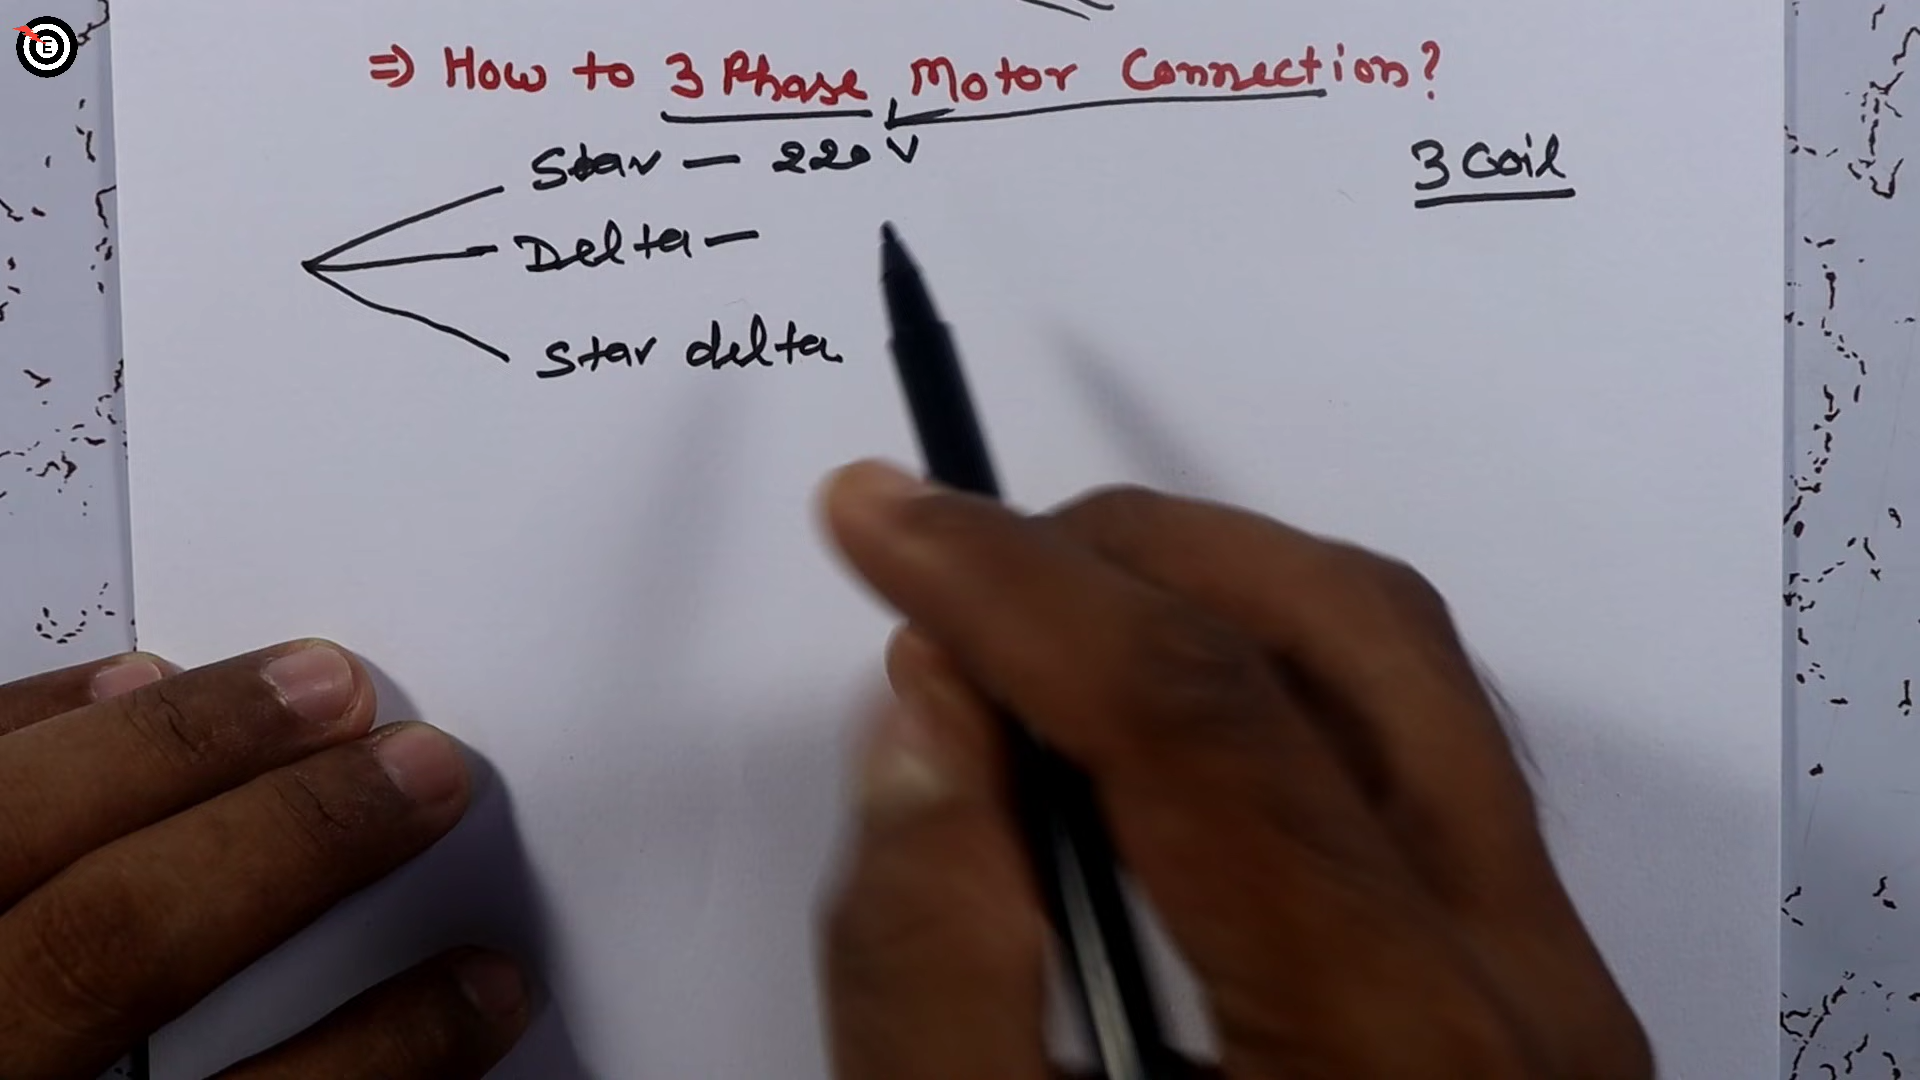 ⇒ How to 3 Phase Motor Connection?
Star — 220 V
3 Coil
Delta —
Star delta
E